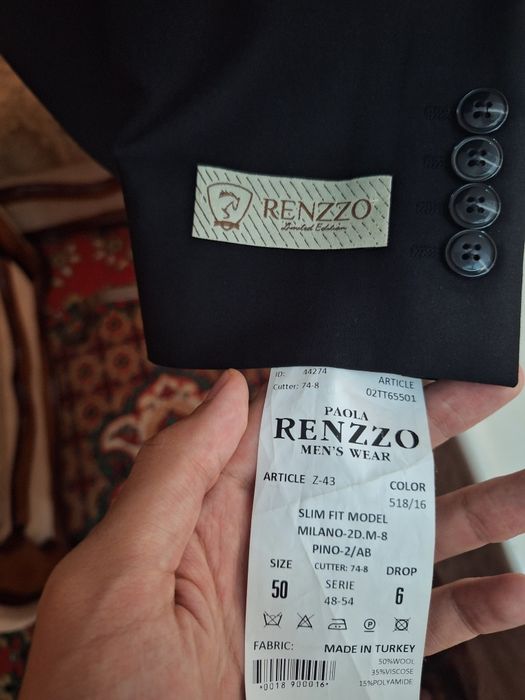 RENZZO
Limited Edition
ID: 44274
Cutter: 74-8
ARTICLE
02TT65501
PAOLA
RENZZO
MEN'S WEAR
ARTICLE Z-43
COLOR
518/16
SLIM FIT MODEL
MILANO-2D.M-8
PINO-2/AB
SIZE
50
CUTTER: 74-8
SERIE
48-54
DROP
6
P
FABRIC:
MADE IN TURKEY
50%WOOL
35%VISCOSE
15%POLYAMIDE
*0018 900016*